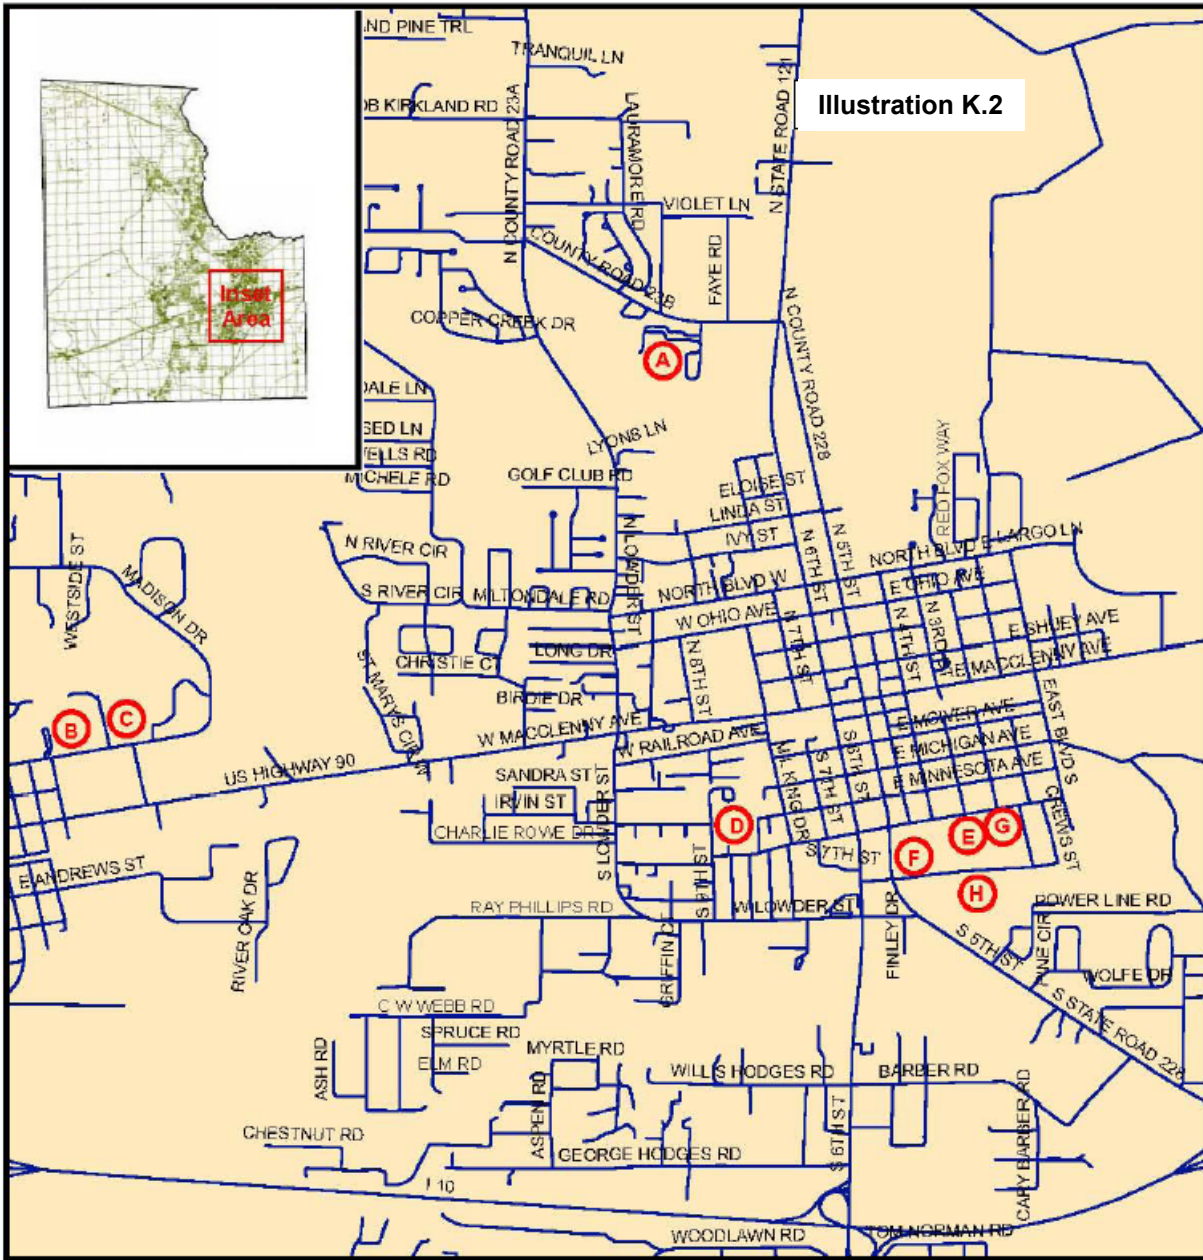 AND PINE TRL
TRANQUIL LN
N STATE ROAD 121
Illustration K.2
OB KIRKLAND RD
N COUNTY ROAD 23A
LAURAMORE RD
VIOLET LN
COUNTY ROAD 23B
FAYE RD
Inset
Area
COPPER CREEK DR
N COUNTY ROAD 228
A
DALE LN
SED LN
WELLS RD
MICHELE RD
LYONS LN
GOLF CLUB RD
ELOISE ST
LINDA ST
IVY ST
RED FOX WAY
N LOWDER ST
N 6TH ST
N 5TH ST
NORTH BLVD E
LARGO LN
WESTSIDE ST
MADISON DR
N RIVER CIR
S RIVER CIR
MILTONDALE RD
NORTH BLVD W
W OHIO AVE
E OHIO AVE
N 7TH ST
N 4TH ST
N 3RD ST
E SHUEY AVE
LONG DR
CHRISTIE CT
N 8TH ST
E MACCLENNY AVE
ST MARYS CIR W
BIRDIE DR
W MACCLENNY AVE
B
C
W RAILROAD AVE
E MCIVER AVE
EAST BLVD S
US HIGHWAY 90
SANDRA ST
E MICHIGAN AVE
IRVIN ST
ML KING DR
S 7TH ST
S 6TH ST
E MINNESOTA AVE
CHARLIE ROWE DR
S LOWDER ST
D
CREWS ST
E
G
E ANDREWS ST
S 7TH ST
F
RIVER OAK DR
S 8TH ST
H
RAY PHILLIPS RD
W LOWDER ST
POWER LINE RD
GRIFFIN CT
FINLEY DR
S 5TH ST
PINE CIR
WOLFE DR
C W WEBB RD
S STATE ROAD 228
SPRUCE RD
ASH RD
ELM RD
MYRTLE RD
ASPEN RD
WILLIS HODGES RD
BARBER RD
CHESTNUT RD
GEORGE HODGES RD
S 6TH ST
CARY BARBER RD
I 10
WOODLAWN RD
TOM NORMAN RD